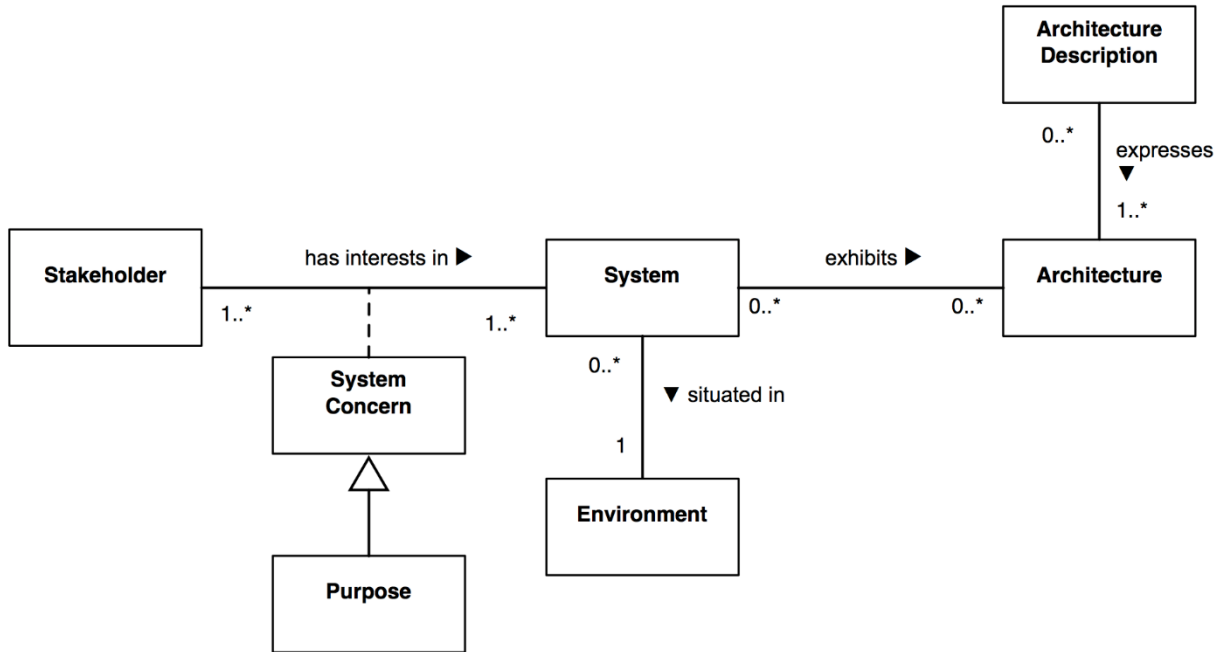 Architecture
Description
0..*
expresses
▼
1..*
Stakeholder
has interests in ►
System
exhibits ►
Architecture
1..*
1..*
0..*
0..*
System
Concern
0..*
▼ situated in
1
Environment
Purpose